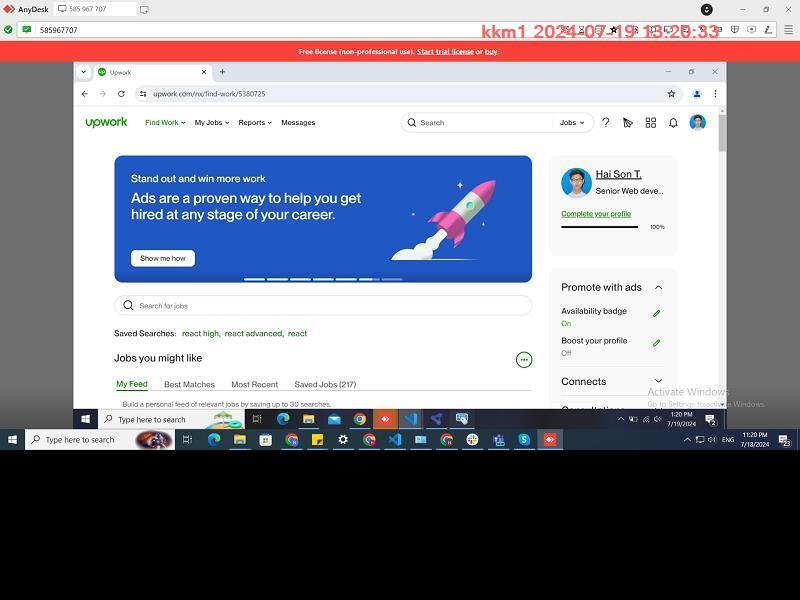 AnyDesk
585 967 707
585967707
kkm1 2024-07-19 13:20:33
Free license (non-professional use). Start trial license or buy.
Upwork
upwork.com/nx/find-work/5380725
upwork
Find Work
My Jobs
Reports
Messages
Search
Jobs
Stand out and win more work
Ads are a proven way to help you get
hired at any stage of your career.
Show me how
Hai Son T.
Senior Web deve...
Complete your profile
100%
Search for jobs
Saved Searches: react high, react advanced, react
Jobs you might like
My Feed
Best Matches
Most Recent
Saved Jobs (217)
Build a personal feed of relevant jobs by saving up to 30 searches.
Promote with ads
Availability badge
On
Boost your profile
Off
Connects
Activate Windows
Go to Settings to activate Windows.
Type here to search
1:20 PM
7/19/2024
2
Type here to search
ENG
11:20 PM
7/18/2024
23